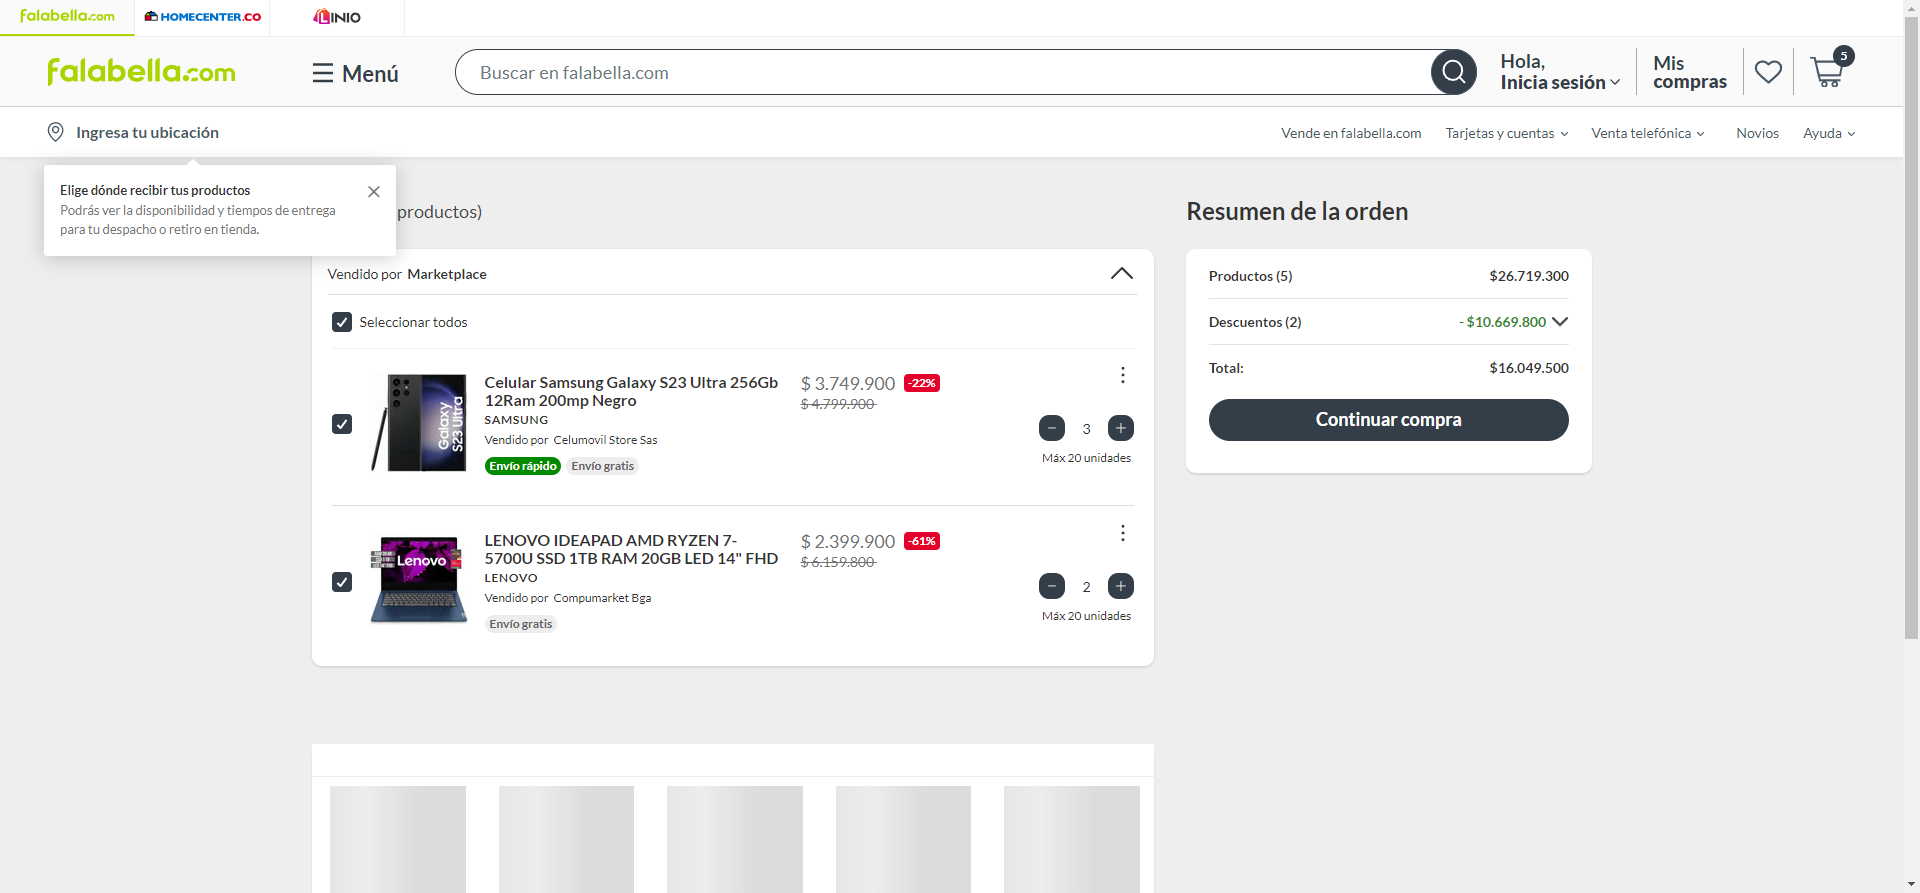 falabella.com
HOMECENTER.CO
LINIO
falabella.com
Menú
Buscar en falabella.com
Hola,
Inicia sesión
Mis
compras
5
Ingresa tu ubicación
Vende en falabella.com
Tarjetas y cuentas
Venta telefónica
Novios
Ayuda
Elige dónde recibir tus productos
Podrás ver la disponibilidad y tiempos de entrega
para tu despacho o retiro en tienda.
productos)
Vendido por Marketplace
Seleccionar todos
Galaxy
S23 Ultra
Celular Samsung Galaxy S23 Ultra 256Gb
12Ram 200mp Negro
SAMSUNG
Vendido por Celumovil Store Sas
Envío rápido
Envío gratis
$ 3.749.900
-22%
$ 4.799.900
3
Máx 20 unidades
Lenovo
LENOVO IDEAPAD AMD RYZEN 7-
5700U SSD 1TB RAM 20GB LED 14" FHD
LENOVO
Vendido por Compumarket Bga
Envío gratis
$ 2.399.900
-61%
$ 6.159.800
2
Máx 20 unidades
Resumen de la orden
Productos (5)
$26.719.300
Descuentos (2)
- $10.669.800
Total:
$16.049.500
Continuar compra